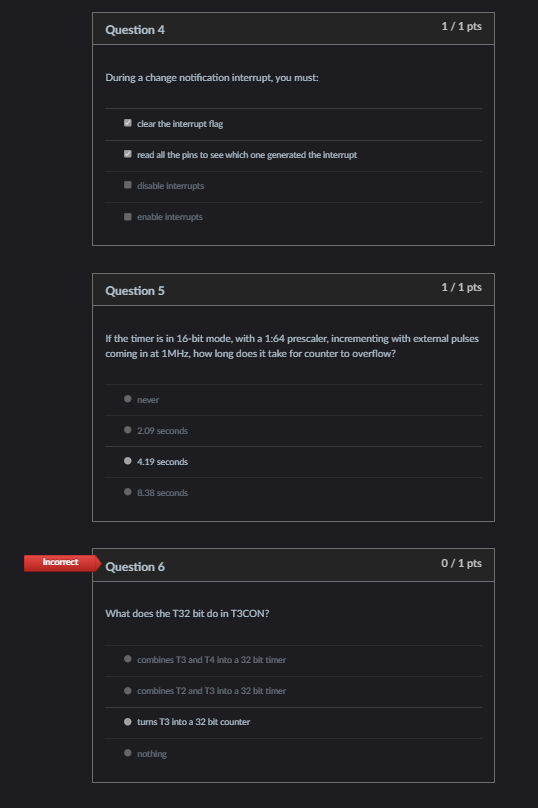 Question 4
1 / 1 pts
During a change notification interrupt, you must:
clear the interrupt flag
read all the pins to see which one generated the interrupt
disable interrupts
enable interrupts
Question 5
1 / 1 pts
If the timer is in 16-bit mode, with a 1:64 prescaler, incrementing with external pulses
coming in at 1MHz, how long does it take for counter to overflow?
never
2.09 seconds
4.19 seconds
8.38 seconds
Incorrect
Question 6
0 / 1 pts
What does the T32 bit do in T3CON?
combines T3 and T4 into a 32 bit timer
combines T2 and T3 into a 32 bit timer
turns T3 into a 32 bit counter
nothing